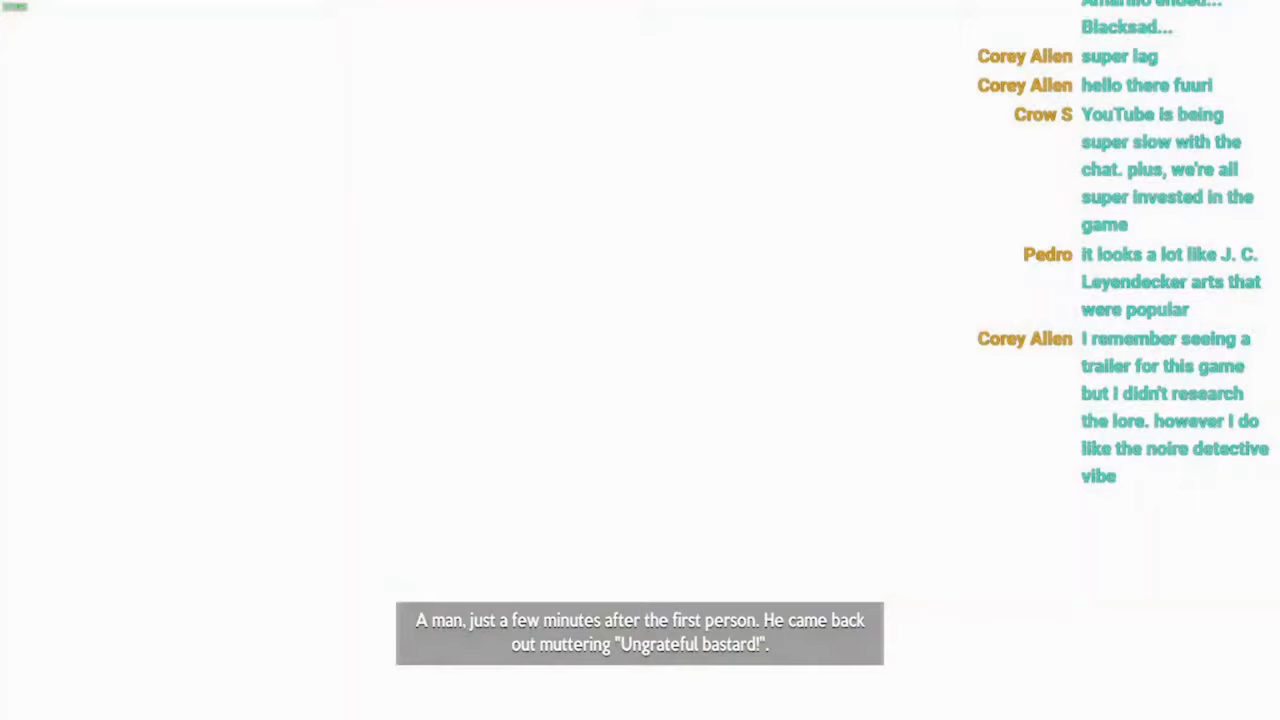 Amarillo ended...
Blacksad...
Corey Allen super lag
Corey Allen hello there fuuri
Crow S YouTube is being
super slow with the
chat. plus, we're all
super invested in the
game
Pedro it looks a lot like J. C.
Leyendecker arts that
were popular
Corey Allen I remember seeing a
trailer for this game
but I didn't research
the lore. however I do
like the noire detective
vibe
A man, just a few minutes after the first person. He came back
out muttering "Ungrateful bastard!".